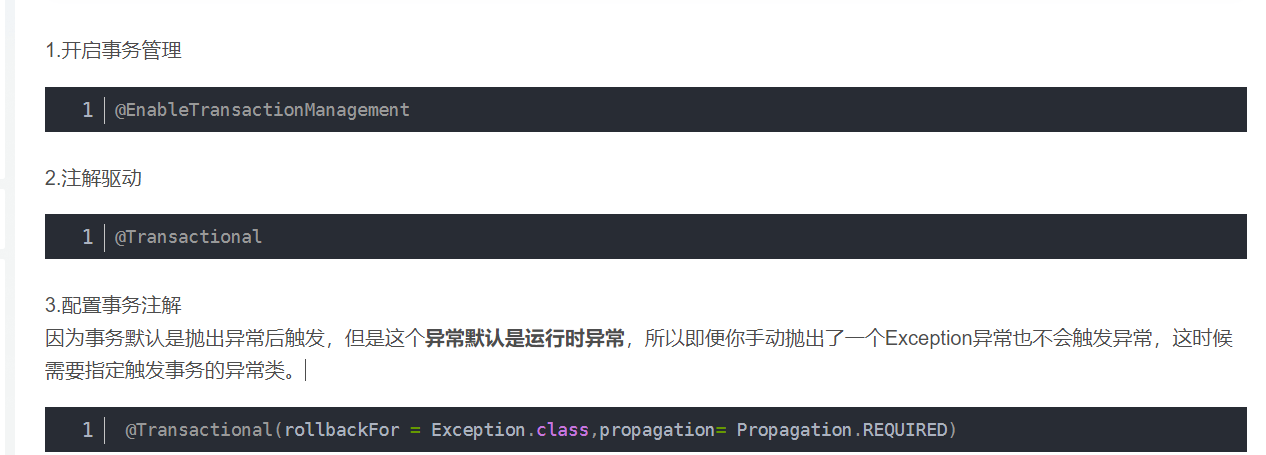 1.开启事务管理
1 @EnableTransactionManagement
2.注解驱动
1 @Transactional
3.配置事务注解
因为事务默认是抛出异常后触发，但是这个异常默认是运行时异常，所以即便你手动抛出了一个Exception异常也不会触发异常，这时候
需要指定触发事务的异常类。
1 @Transactional(rollbackFor = Exception.class,propagation= Propagation.REQUIRED)